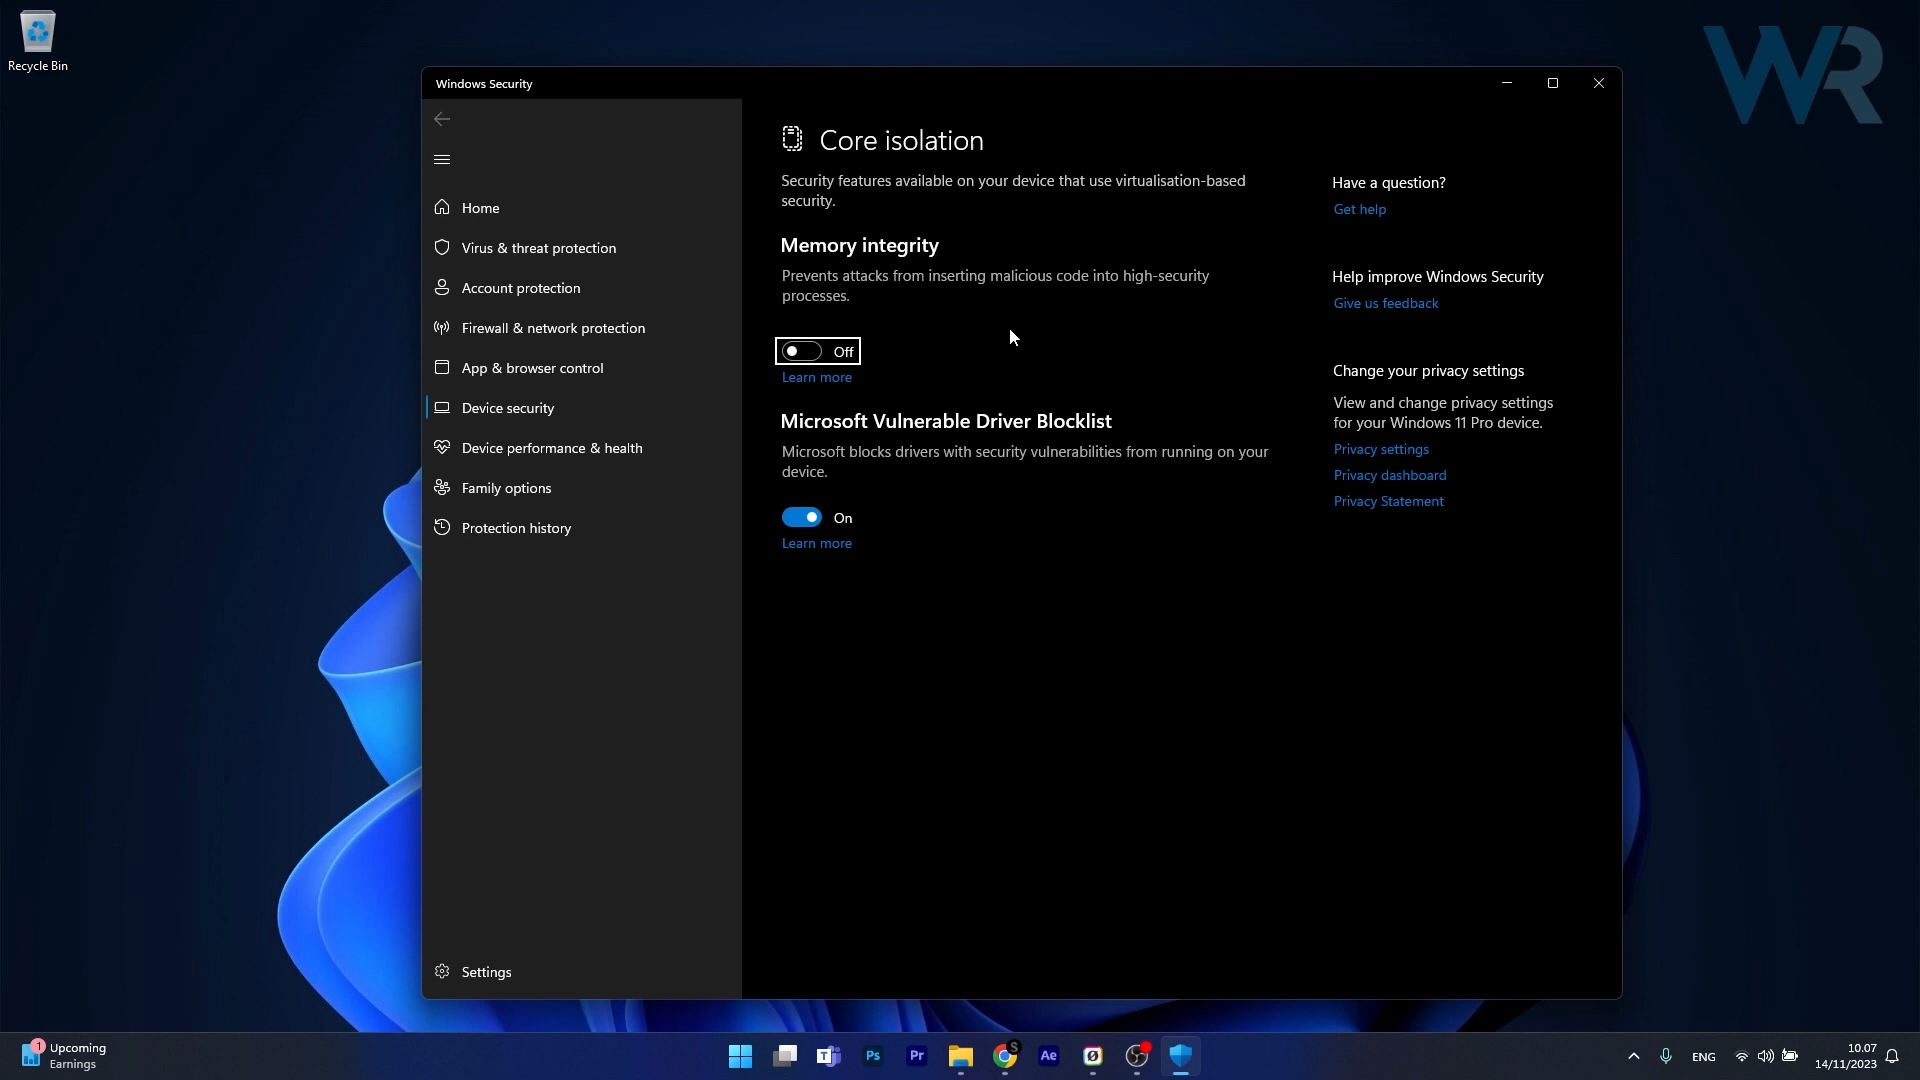 Recycle Bin
WR
Windows Security
Home
Virus & threat protection
Account protection
Firewall & network protection
App & browser control
Device security
Device performance & health
Family options
Protection history
Settings
Core isolation
Security features available on your device that use virtualisation-based
security.
Memory integrity
Prevents attacks from inserting malicious code into high-security
processes.
Off
Learn more
Microsoft Vulnerable Driver Blocklist
Microsoft blocks drivers with security vulnerabilities from running on your
device.
On
Learn more
Have a question?
Get help
Help improve Windows Security
Give us feedback
Change your privacy settings
View and change privacy settings
for your Windows 11 Pro device.
Privacy settings
Privacy dashboard
Privacy Statement
1
Upcoming
Earnings
T
Ps
Pr
S
Ae
ENG
10.07
14/11/2023